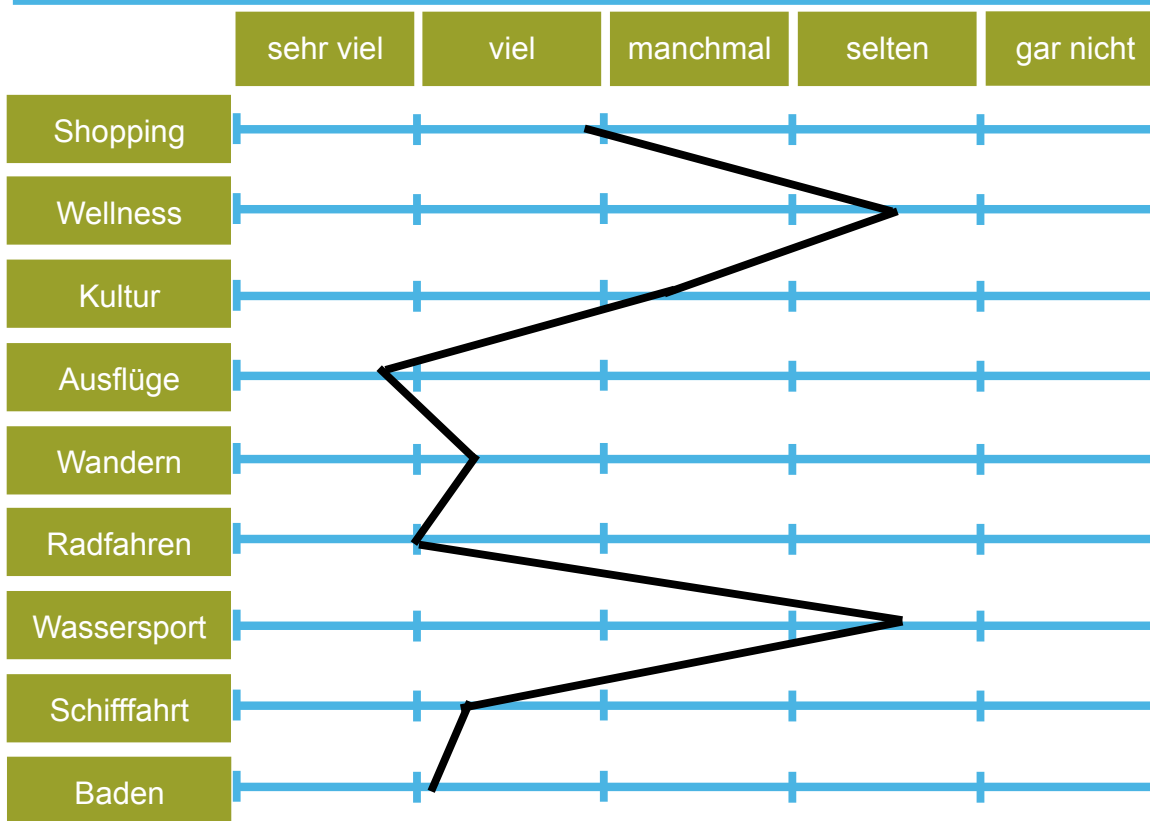 sehr viel viel manchmal selten gar nicht
Shopping
Wellness
Kultur
Ausflüge
Wandern
Radfahren
Wassersport
Schifffahrt
Baden